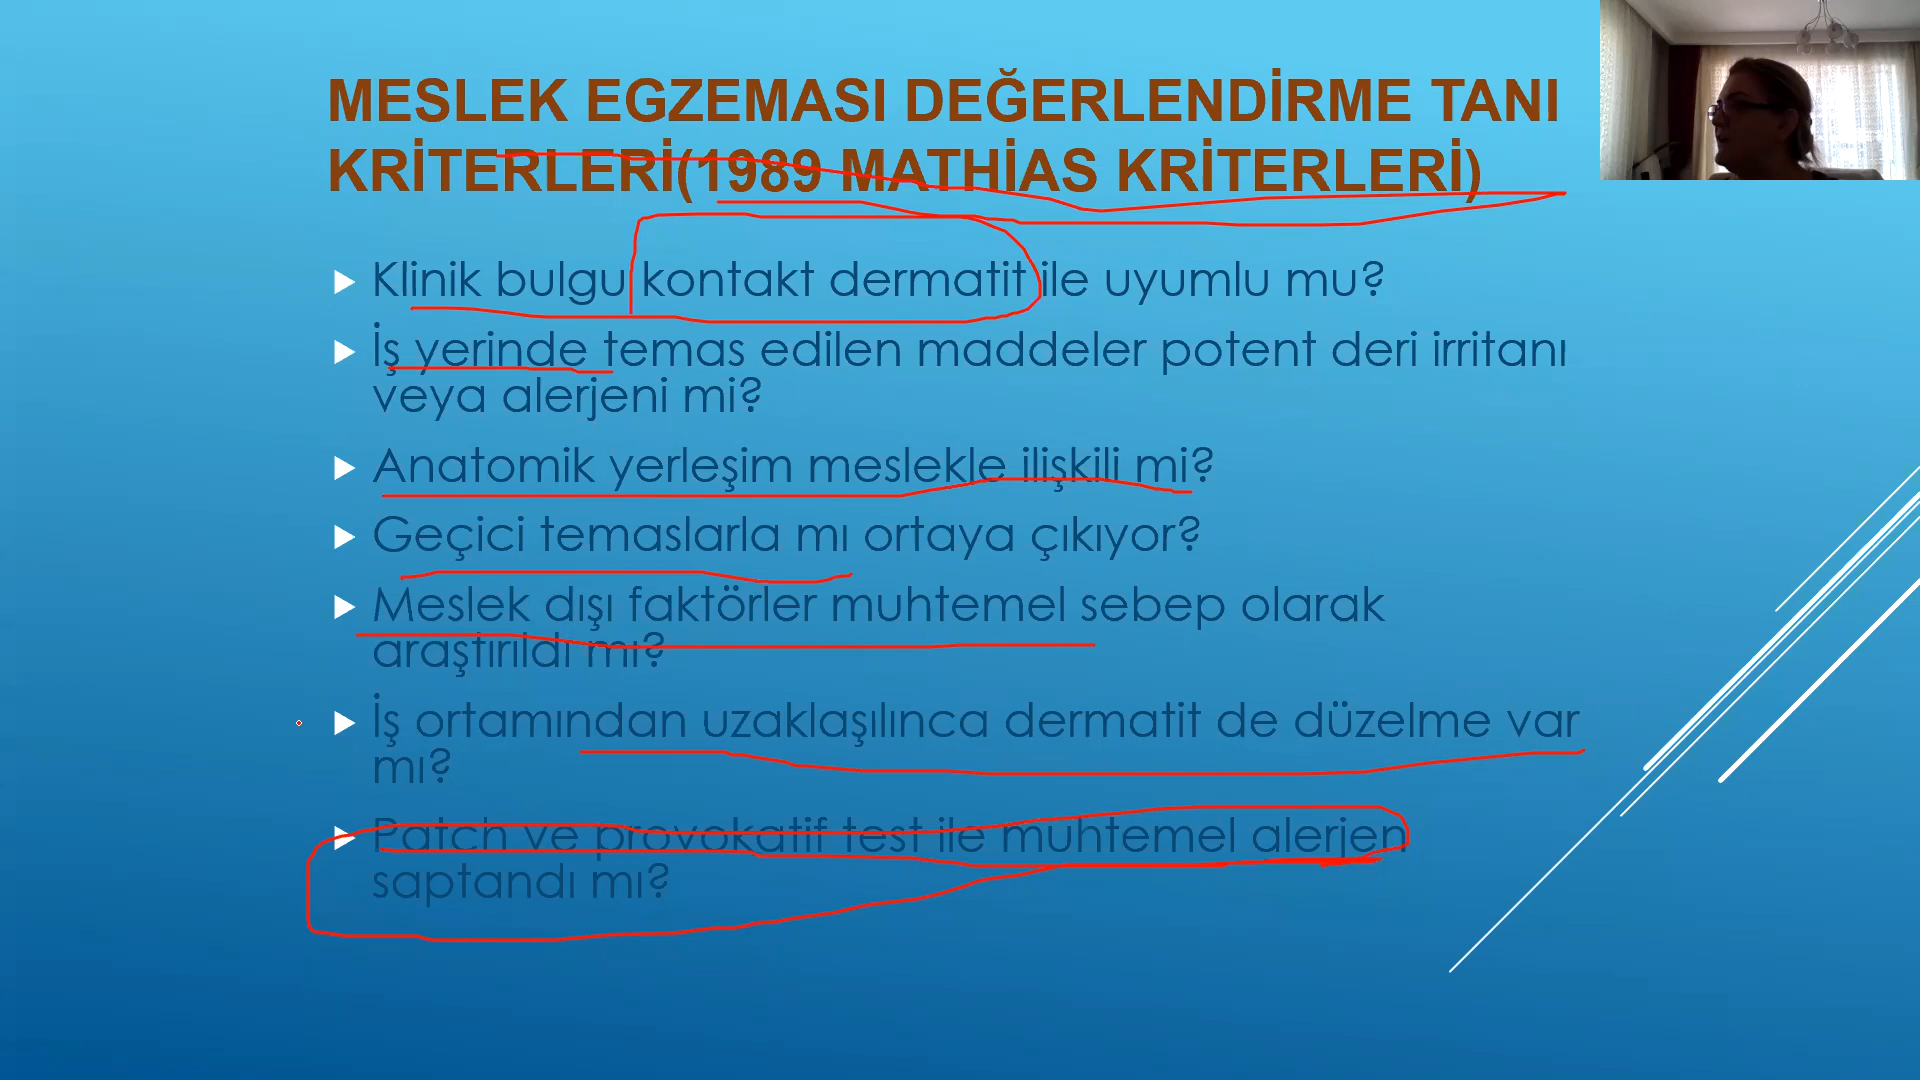 MESLEK EGZEMASI DEĞERLENDİRME TANI
KRİTERLERİ(1989 MATHİAS KRİTERLERİ)
Klinik bulgu kontakt dermatit ile uyumlu mu?
İş yerinde temas edilen maddeler potent deri irritanı
veya alerjeni mi?
Anatomik yerleşim meslekle ilişkili mi?
Geçici temaslarla mı ortaya çıkıyor?
Meslek dışı faktörler muhtemel sebep olarak
araştırıldı mı?
İş ortamından uzaklaşılınca dermatit de düzelme var
mı?
Patch ve provokatif test ile muhtemel alerjen
saptandı mı?